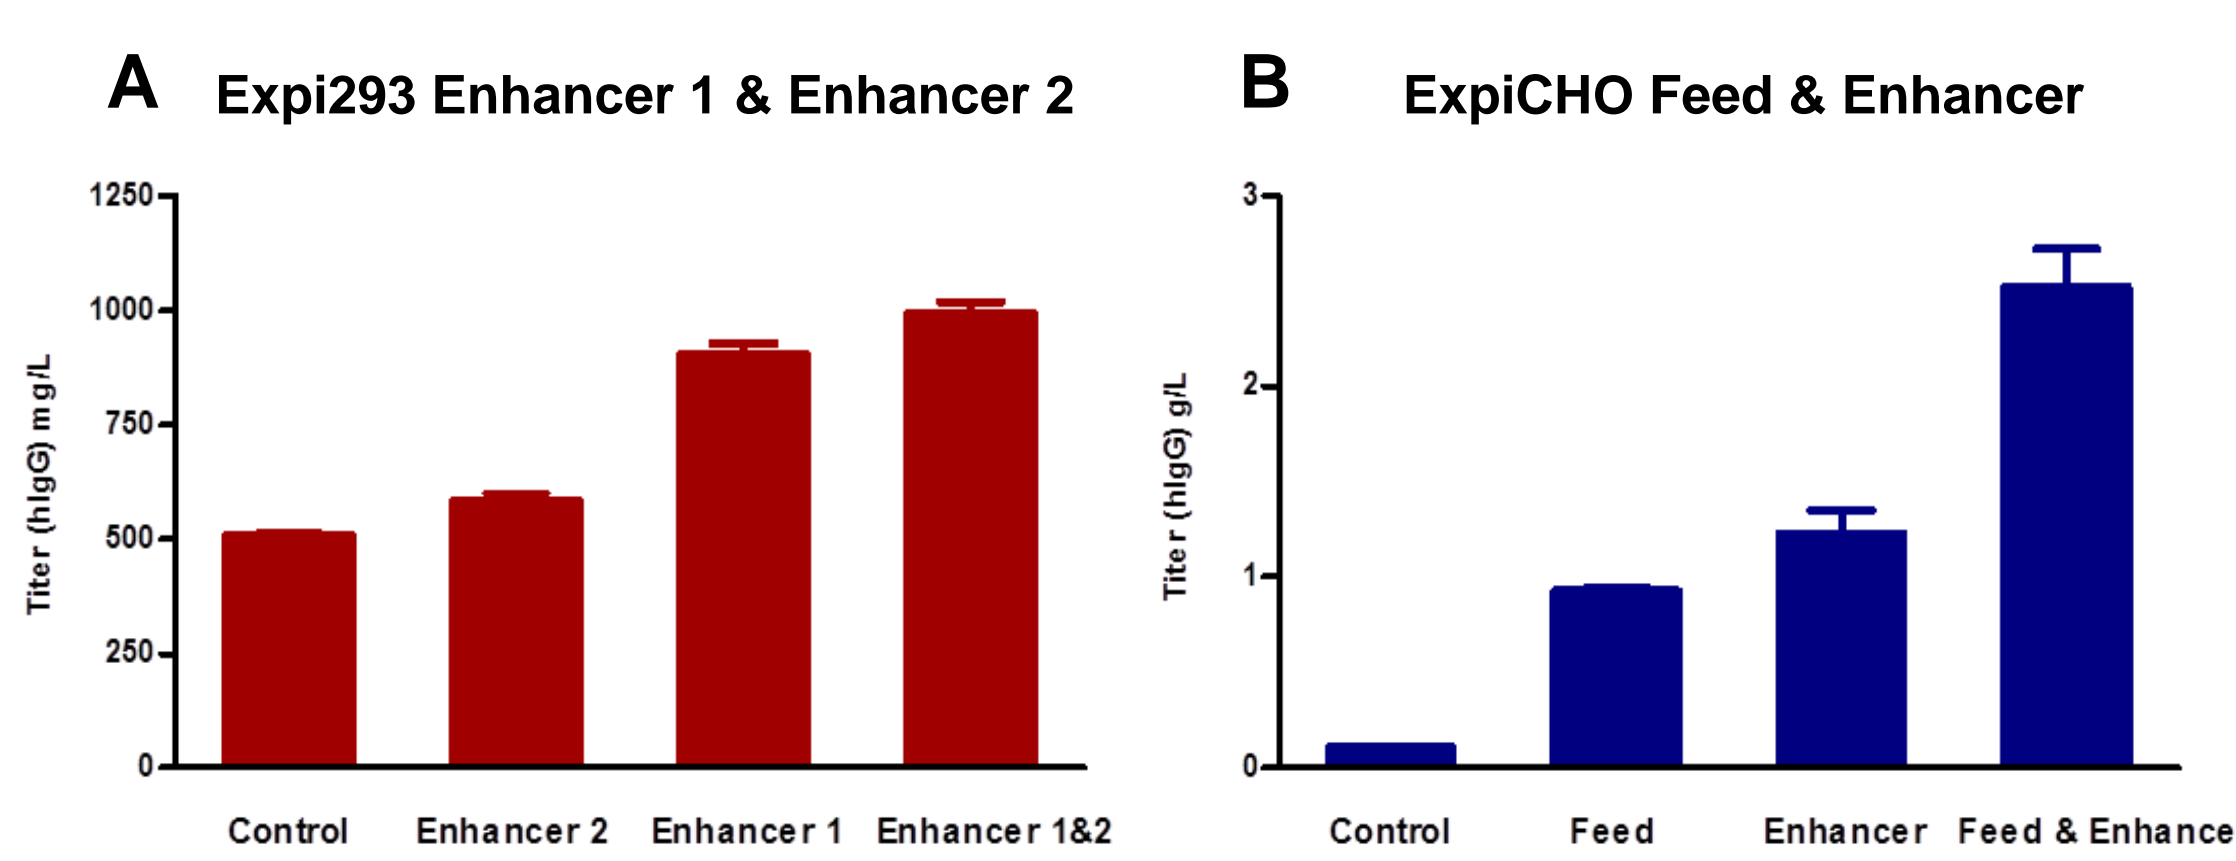 A
Expi293 Enhancer 1 & Enhancer 2
1250
1000
750
500
250
0
Titer (hIgG) mg/L
Control
Enhancer 2
Enhancer 1
Enhancer 1&2
B
ExpiCHO Feed & Enhancer
3
2
1
0
Titer (hIgG) g/L
Control
Feed
Enhancer
Feed & Enhance